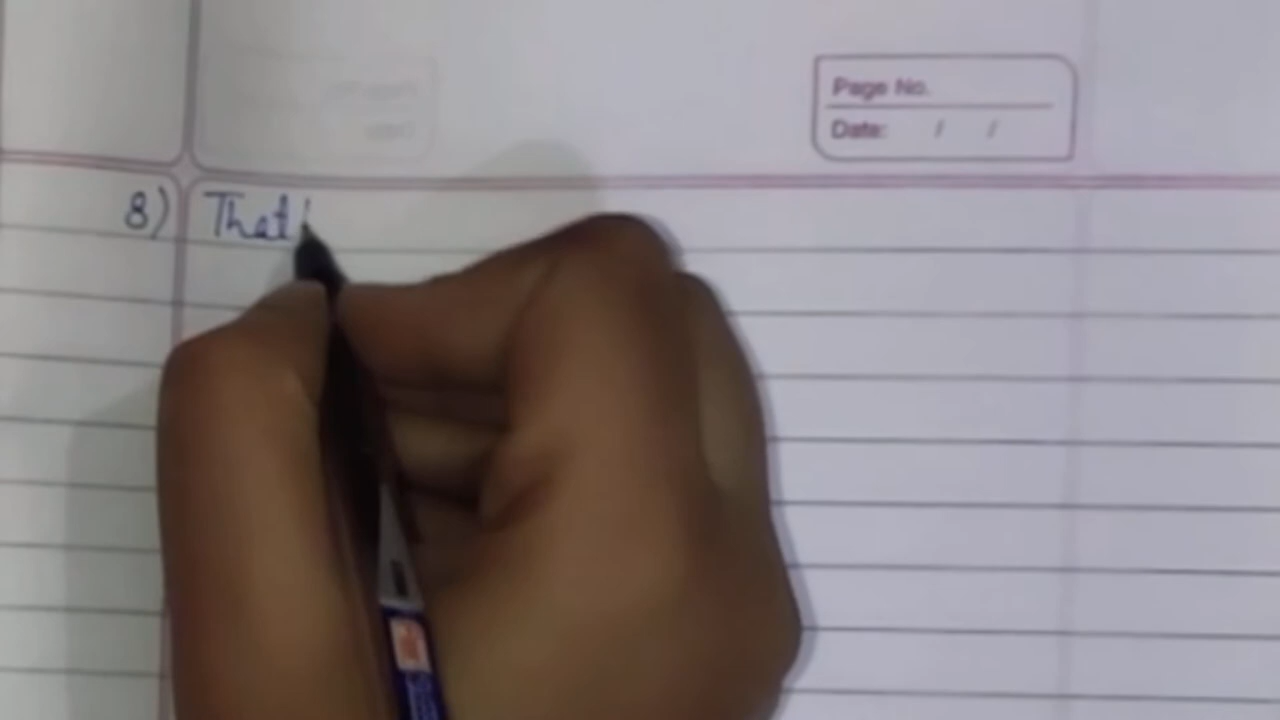 Page No.
Date: / /
8) That